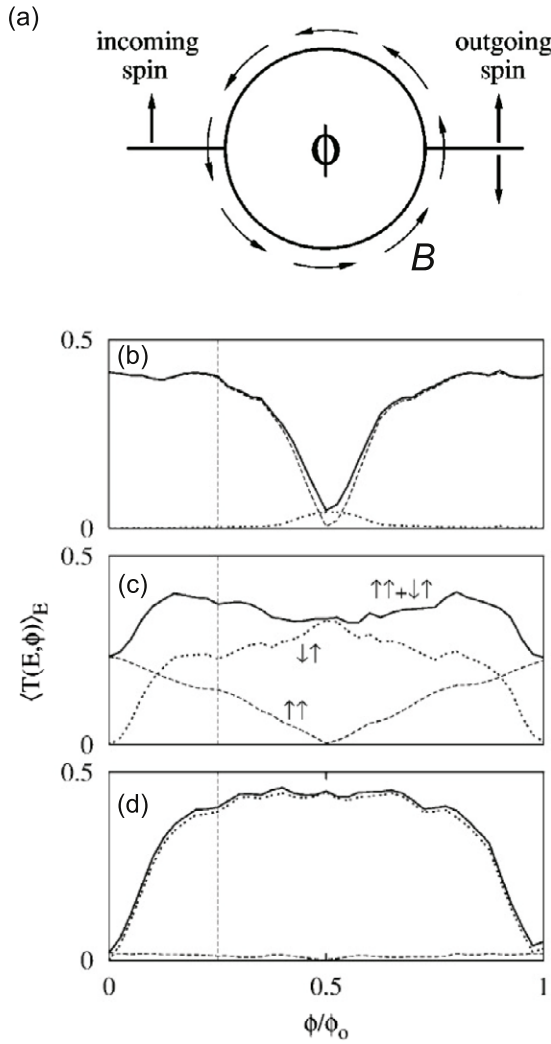 (a)
incoming
spin
outgoing
spin
ϕ
B
0.5
(b)
0
0.5
(c)
↑↑+↓↑
↓↑
↑↑
0
⟨T(E,ϕ)⟩E
0.5
(d)
0
0
0.5
1
ϕ/ϕo